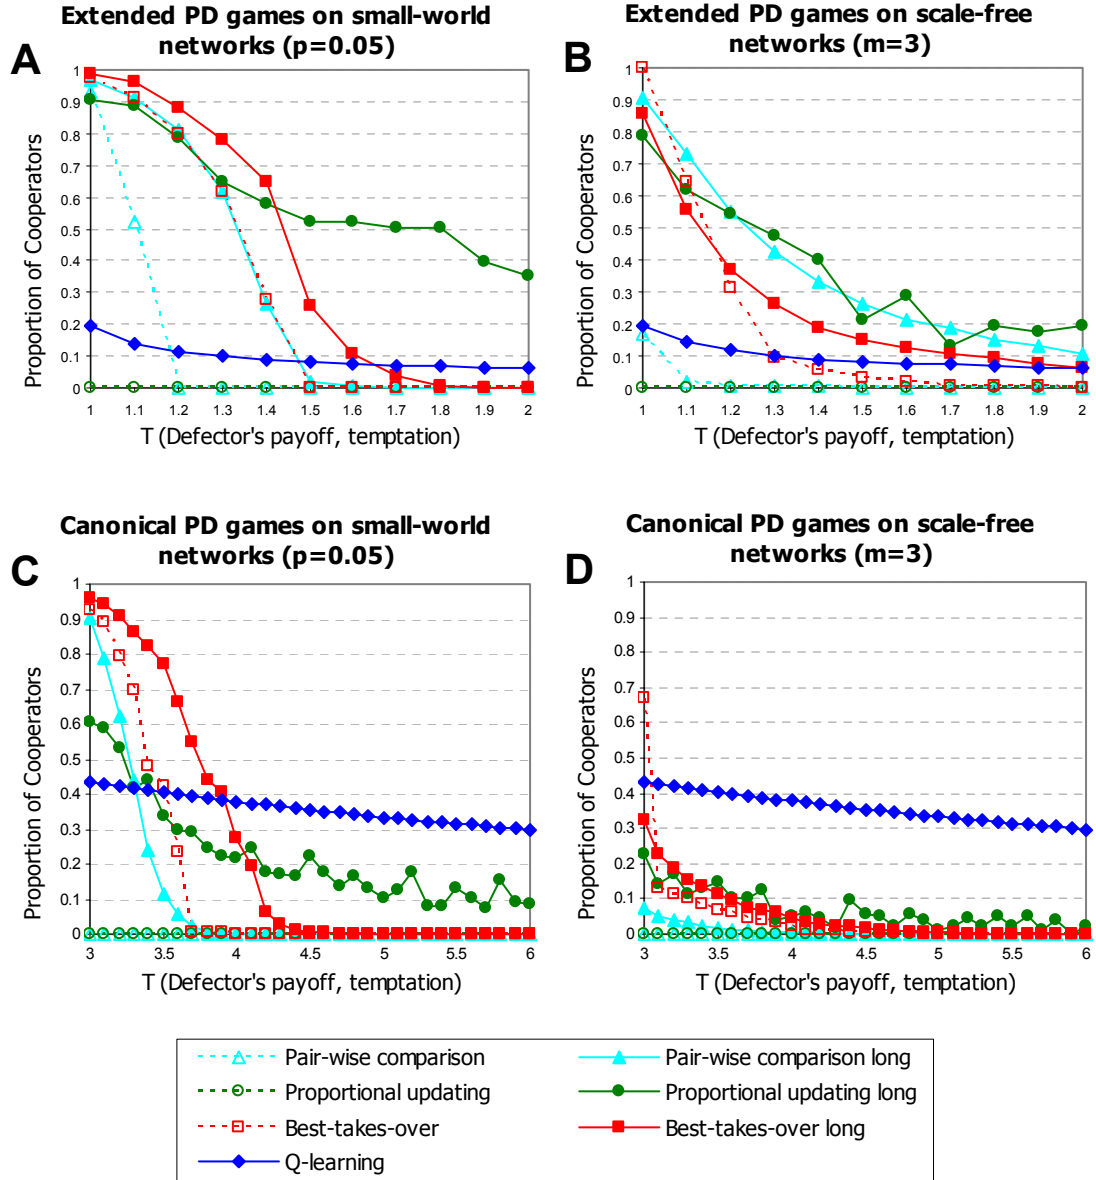 Extended PD games on small-world
networks (p=0.05)
A
1
0.9
0.8
0.7
0.6
0.5
0.4
0.3
0.2
0.1
0
Proportion of Cooperators
1 1.1 1.2 1.3 1.4 1.5 1.6 1.7 1.8 1.9 2
T (Defector's payoff, temptation)
Extended PD games on scale-free
networks (m=3)
B
1
0.9
0.8
0.7
0.6
0.5
0.4
0.3
0.2
0.1
0
Proportion of Cooperators
1 1.1 1.2 1.3 1.4 1.5 1.6 1.7 1.8 1.9 2
T (Defector's payoff, temptation)
Canonical PD games on small-world
networks (p=0.05)
C
1
0.9
0.8
0.7
0.6
0.5
0.4
0.3
0.2
0.1
0
Proportion of Cooperators
3 3.5 4 4.5 5 5.5 6
T (Defector's payoff, temptation)
Canonical PD games on scale-free
networks (m=3)
D
1
0.9
0.8
0.7
0.6
0.5
0.4
0.3
0.2
0.1
0
Proportion of Cooperators
3 3.5 4 4.5 5 5.5 6
T (Defector's payoff, temptation)
Pair-wise comparison
Pair-wise comparison long
Proportional updating
Proportional updating long
Best-takes-over
Best-takes-over long
Q-learning